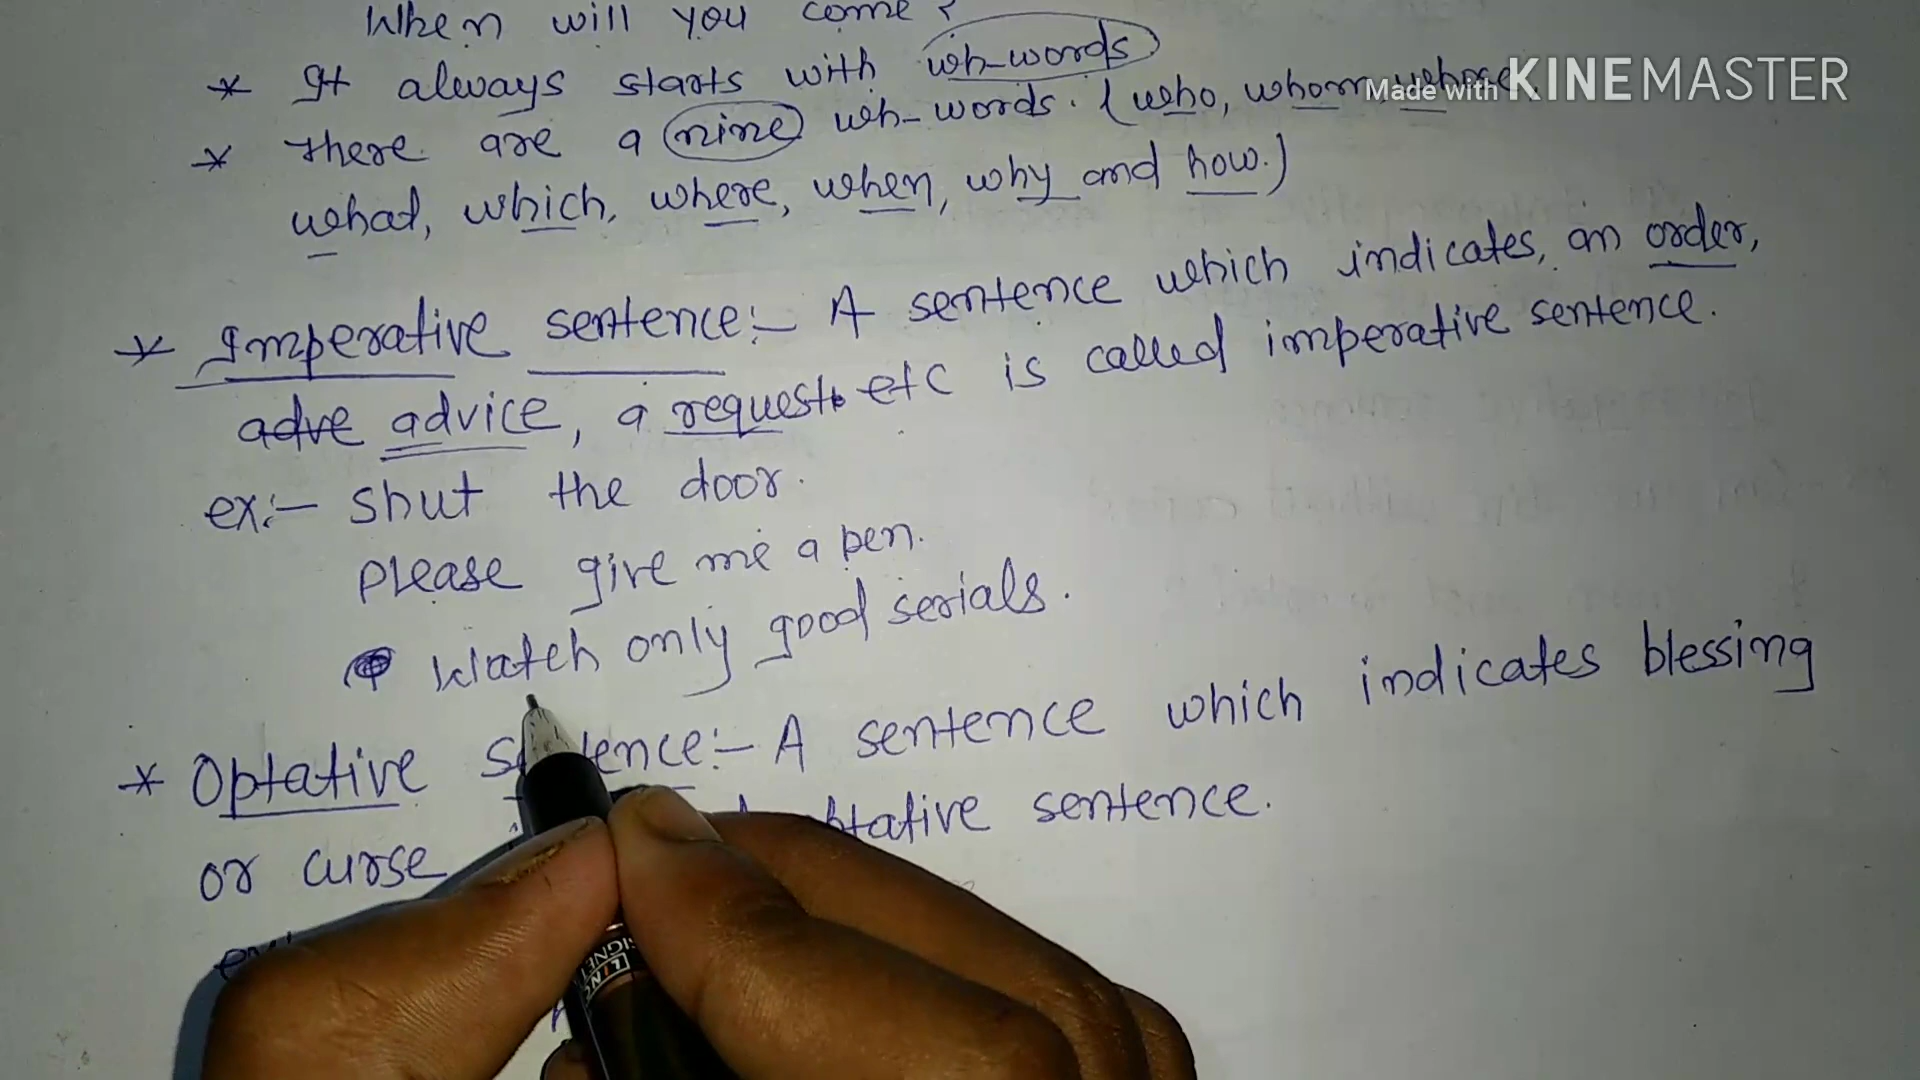 When will you come?
* It always starts with wh-words
* There are a nine wh-words. (who, whom, whose,
what, which, where, when, why and how.)
* Imperative sentence:- A sentence which indicates, an order,
adve advice, a request. etc is called imperative sentence.
ex:- shut the door.
please give me a pen.
Watch only good serials.
* Optative sentence:- A sentence which indicates blessing
or curse optative sentence.
Made with KINEMASTER